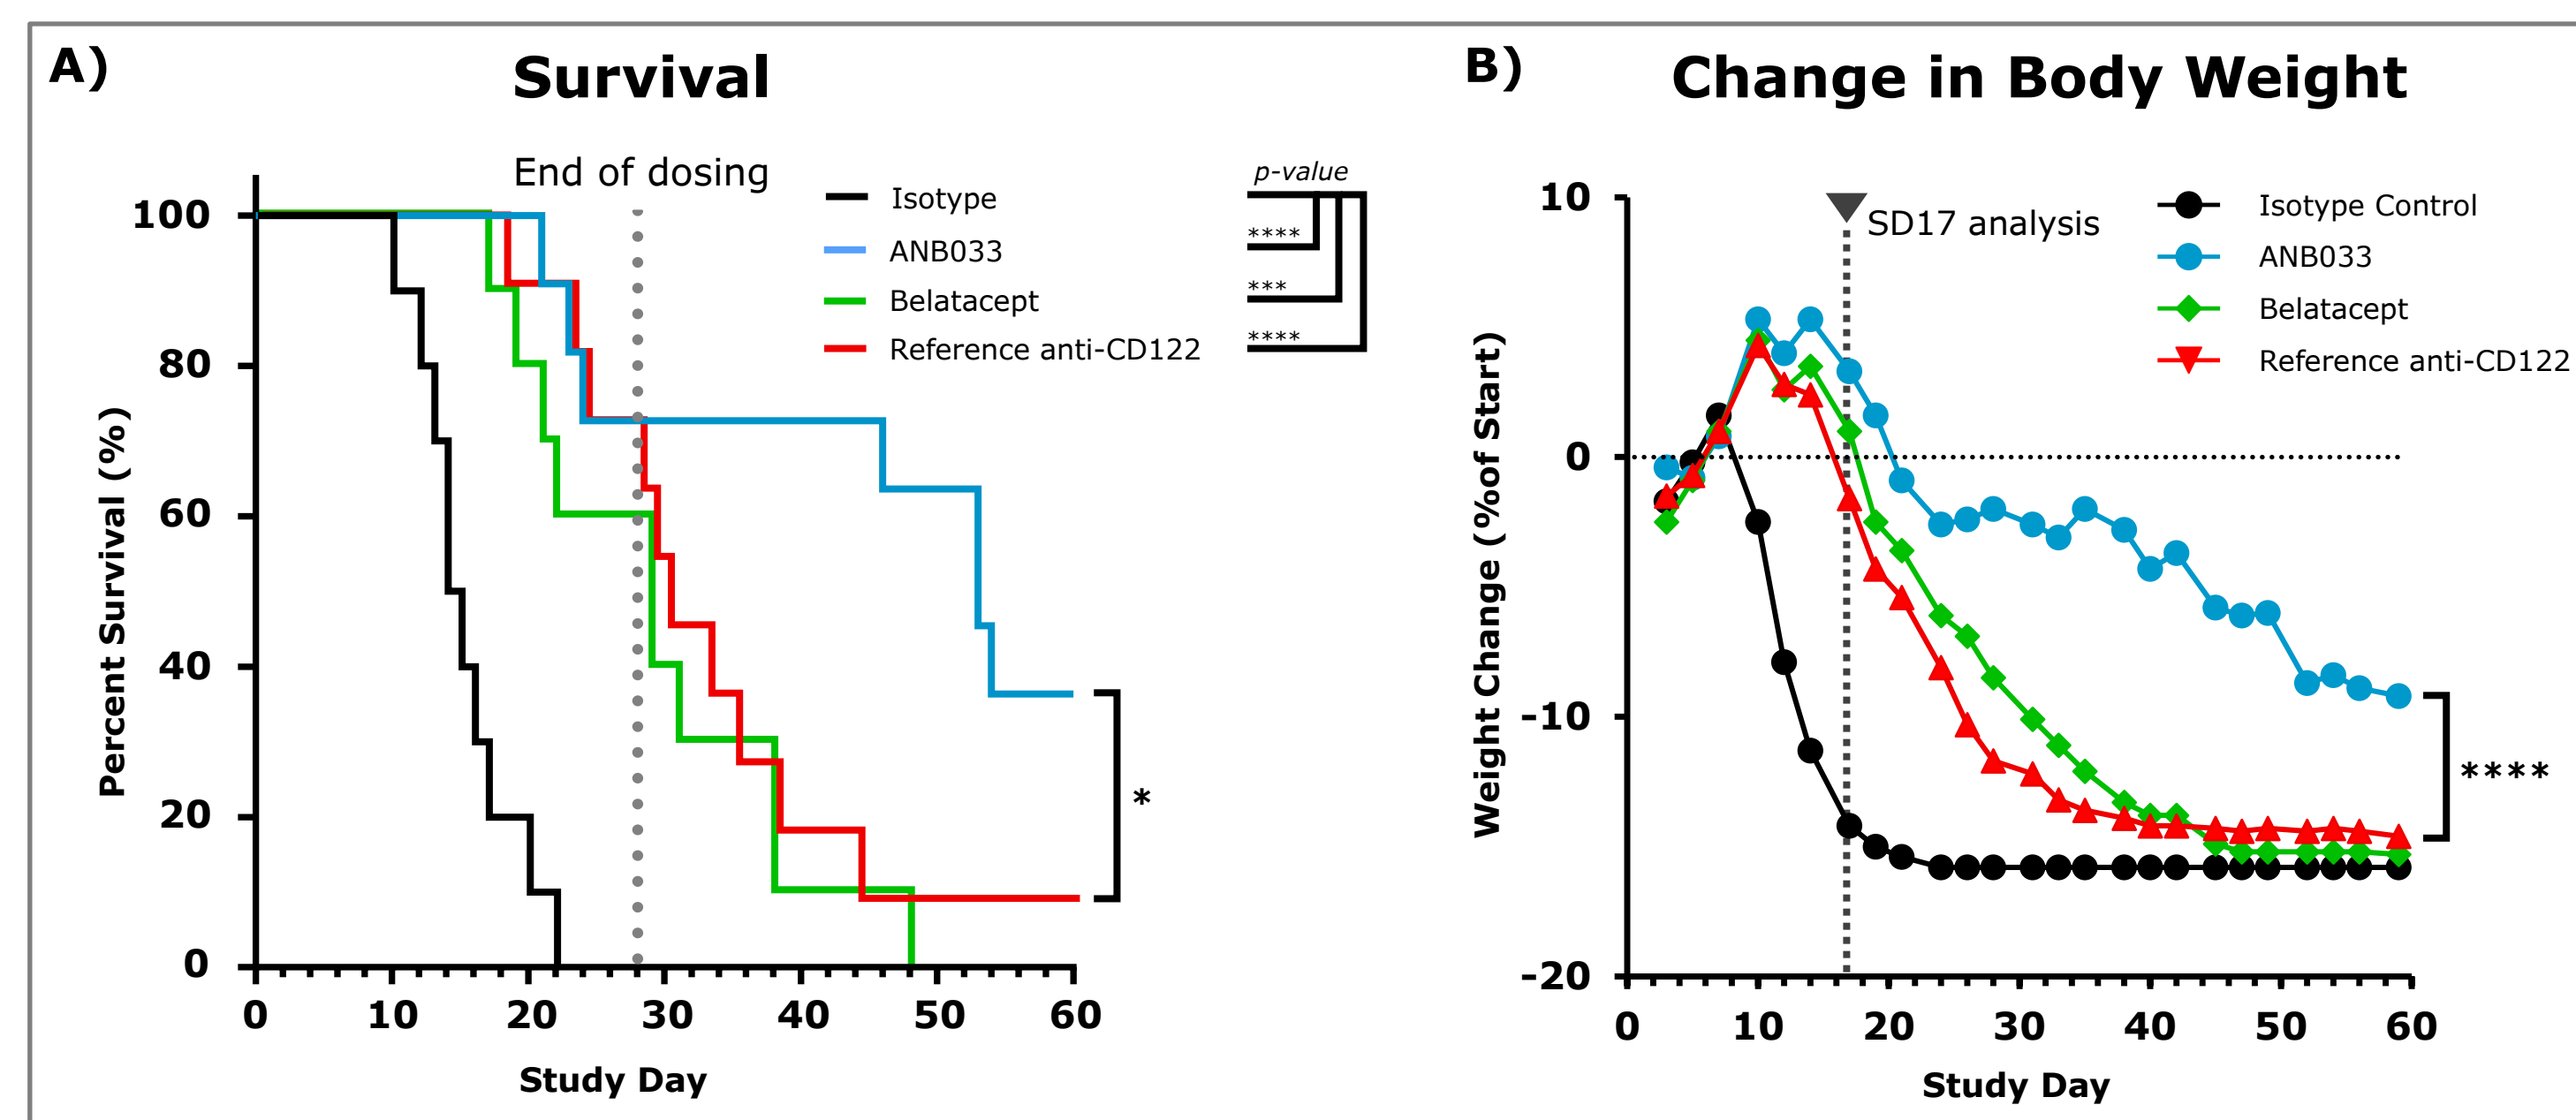 A)
Survival
End of dosing
p-value
Isotype
ANB033
Belatacept
Reference anti-CD122
****
***
****
Percent Survival (%)
100
80
60
40
20
0
*
0 10 20 30 40 50 60
Study Day
B)
Change in Body Weight
SD17 analysis
Isotype Control
ANB033
Belatacept
Reference anti-CD122
Weight Change (%of Start)
10
0
-10
-20
****
0 10 20 30 40 50 60
Study Day